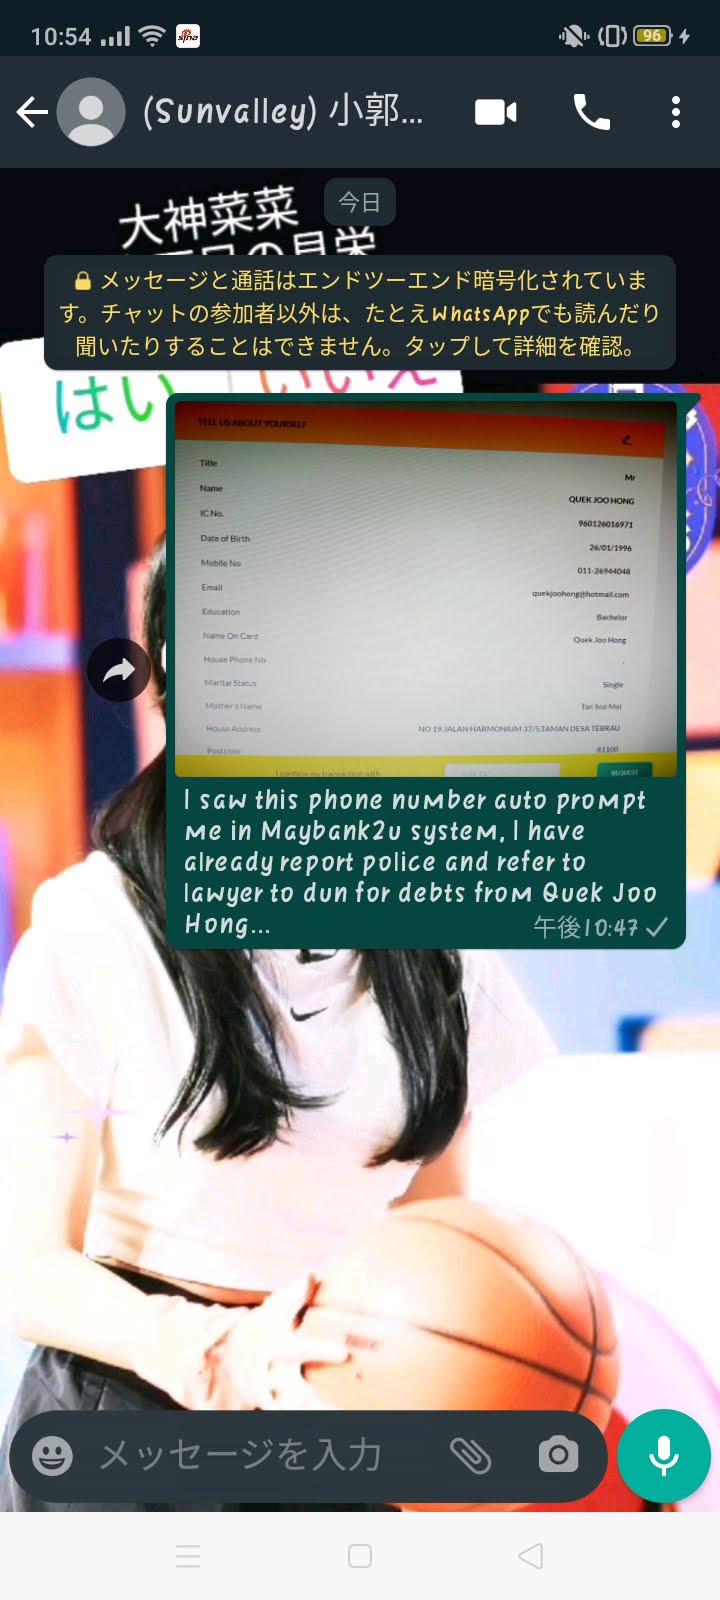 10:54
sina
96
(Sunvalley) 小郭...
大神菜菜
今日
の見栄
🔒 メッセージと通話はエンドツーエンド暗号化されていま
す。チャットの参加者以外は、たとえWhatsAppでも読んだり
聞いたりすることはできません。タップして詳細を確認。
はい いいえ
TELL US ABOUT YOURSELF
Title Mr
Name QUEK JOO HONG
IC No. 960126016971
Date of Birth 26/01/1996
Mobile No 011-26944048
Email quekjoohong@hotmail.com
Education Bachelor
Name On Card Quek Joo Hong
House Phone No -
Marital Status Single
Mother's Name Tan Soo Moi
House Address NO 19,JALAN HARMONIUM 37/5,TAMAN DESA TEBRAU
Postcode 81100
I confirm my transaction with REQUEST
I saw this phone number auto prompt
me in Maybank2u system, I have
already report police and refer to
lawyer to dun for debts from Quek Joo
Hong...
午後10:47
メッセージを入力